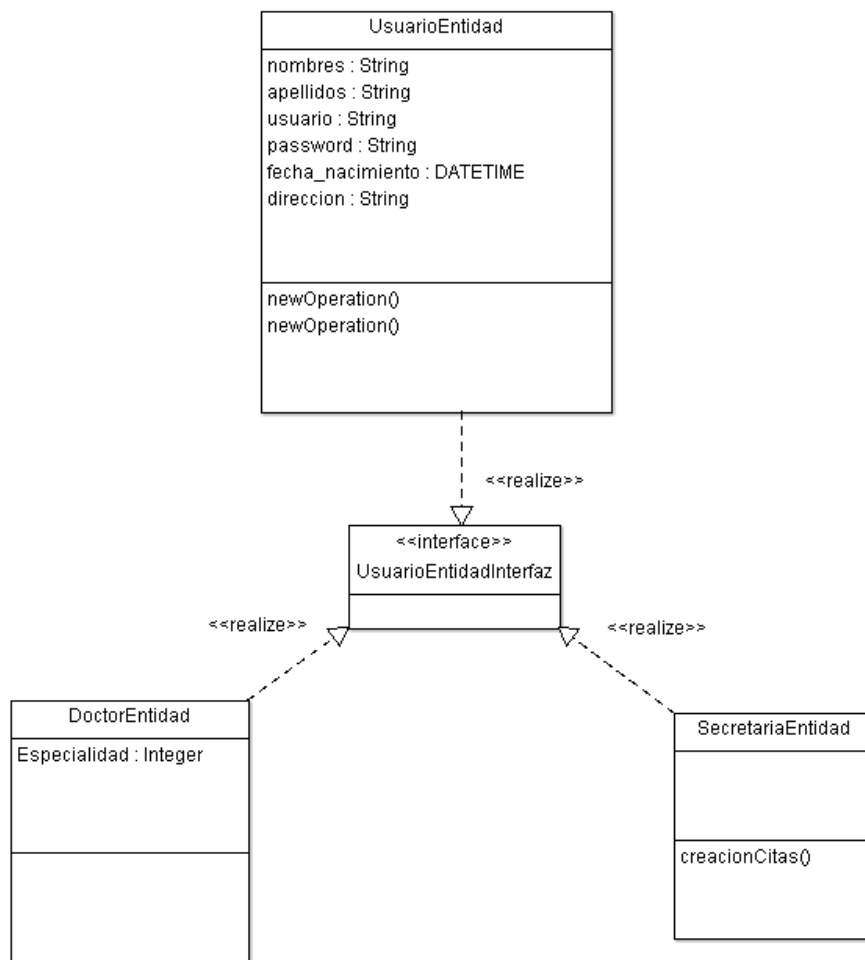 UsuarioEntidad
nombres : String
apellidos : String
usuario : String
password : String
fecha_nacimiento : DATETIME
direccion : String
newOperation()
newOperation()
<<realize>>
<<interface>>
UsuarioEntidadInterfaz
<<realize>>
<<realize>>
DoctorEntidad
Especialidad : Integer
SecretariaEntidad
creacionCitas()